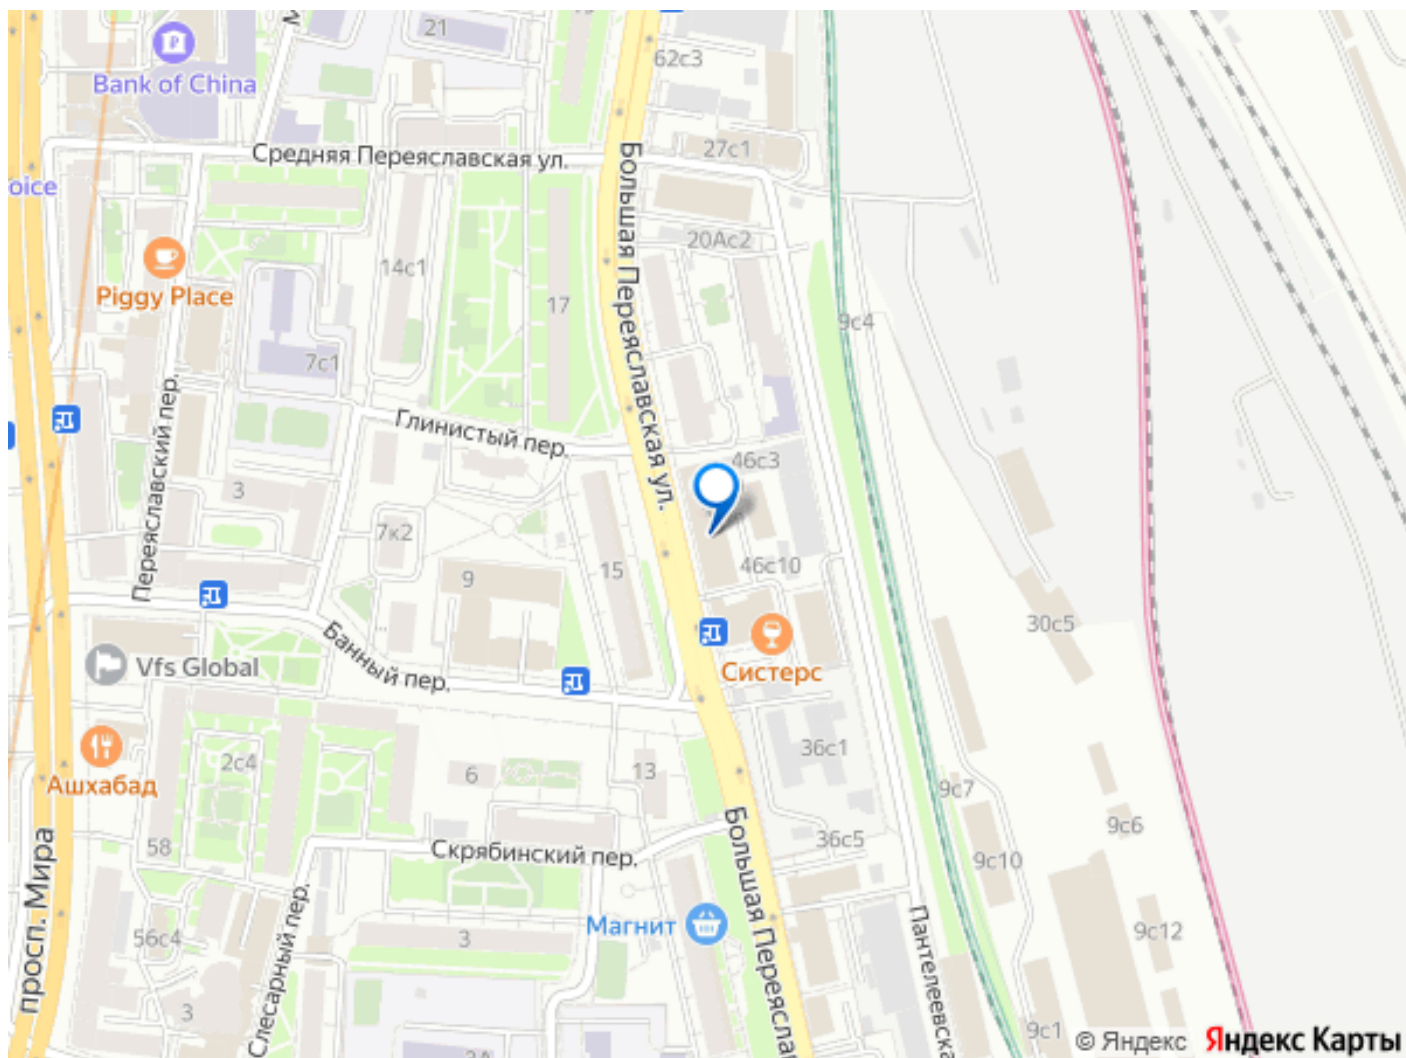 21
62с3
Bank of China
Средняя Переяславская ул.
27с1
oice
Большая Переяславская ул.
20Ас2
14с1
Piggy Place
17
9с4
7с1
Переяславский пер.
Глинистый пер.
46с3
3
7к2
46с10
9
15
30с5
Банный пер.
Vfs Global
Систерс
2с4
36с1
6
13
Ашхабад
9с7
9с6
58
Скрябинский пер.
36с5
9с10
просп. Мира
Большая Переяслав
Слесарный пер.
Магнит
Пантелеевска
56с4
3
9с12
3
9с1
© Яндекс Яндекс Карты